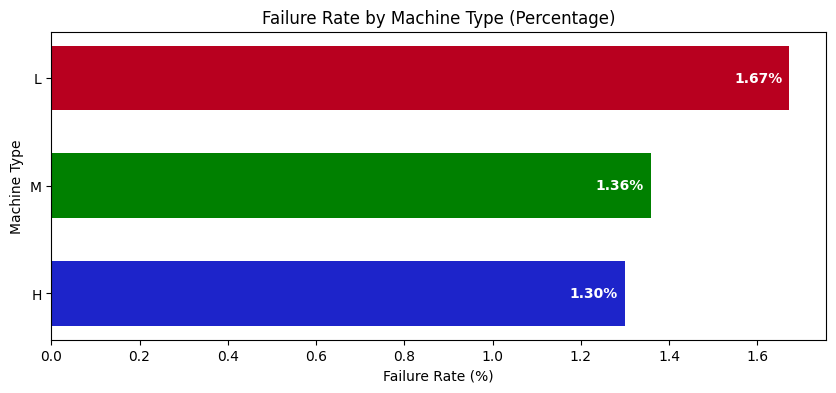 Failure Rate by Machine Type (Percentage)
Machine Type
L
1.67%
M
1.36%
H
1.30%
0.0 0.2 0.4 0.6 0.8 1.0 1.2 1.4 1.6
Failure Rate (%)